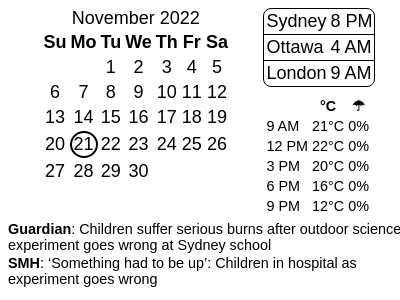 November 2022
Su Mo Tu We Th Fr Sa
1 2 3 4 5
6 7 8 9 10 11 12
13 14 15 16 17 18 19
20 21 22 23 24 25 26
27 28 29 30
Sydney 8 PM
Ottawa 4 AM
London 9 AM
°C ☂
9 AM 21°C 0%
12 PM 22°C 0%
3 PM 20°C 0%
6 PM 16°C 0%
9 PM 12°C 0%
Guardian: Children suffer serious burns after outdoor science
experiment goes wrong at Sydney school
SMH: ‘Something had to be up’: Children in hospital as
experiment goes wrong